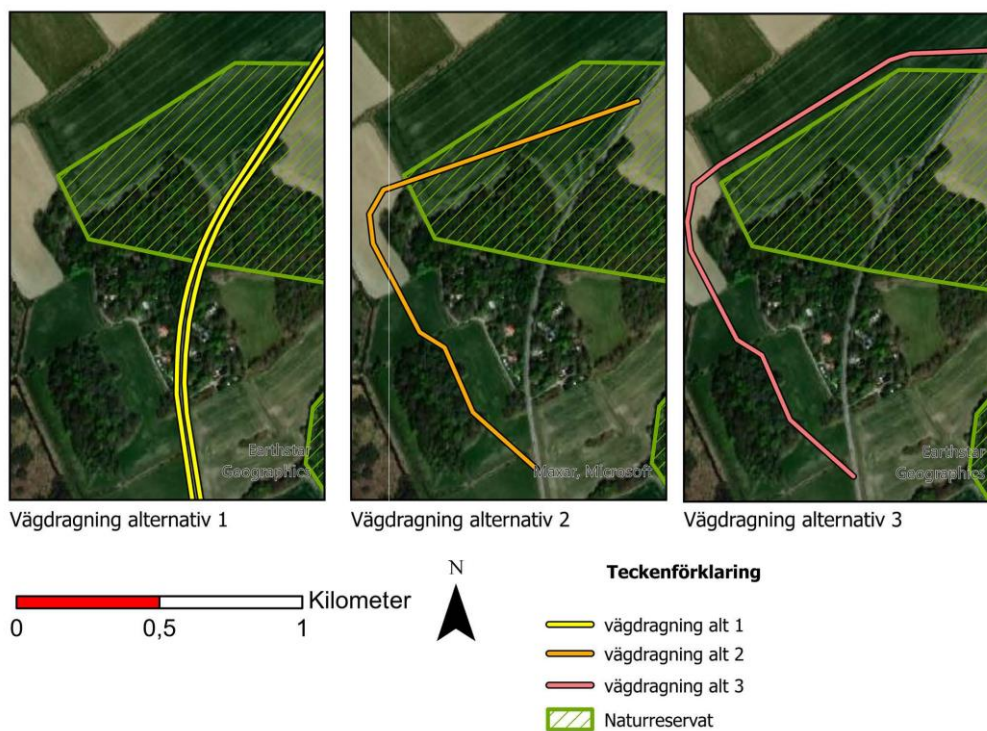 Earthstar
Geographics
Maxar, Microsoft
Earthstar
Geographics
Vägdragning alternativ 1
Vägdragning alternativ 2
Vägdragning alternativ 3
Kilometer
0
0,5
1
N
Teckenförklaring
vägdragning alt 1
vägdragning alt 2
vägdragning alt 3
Naturreservat